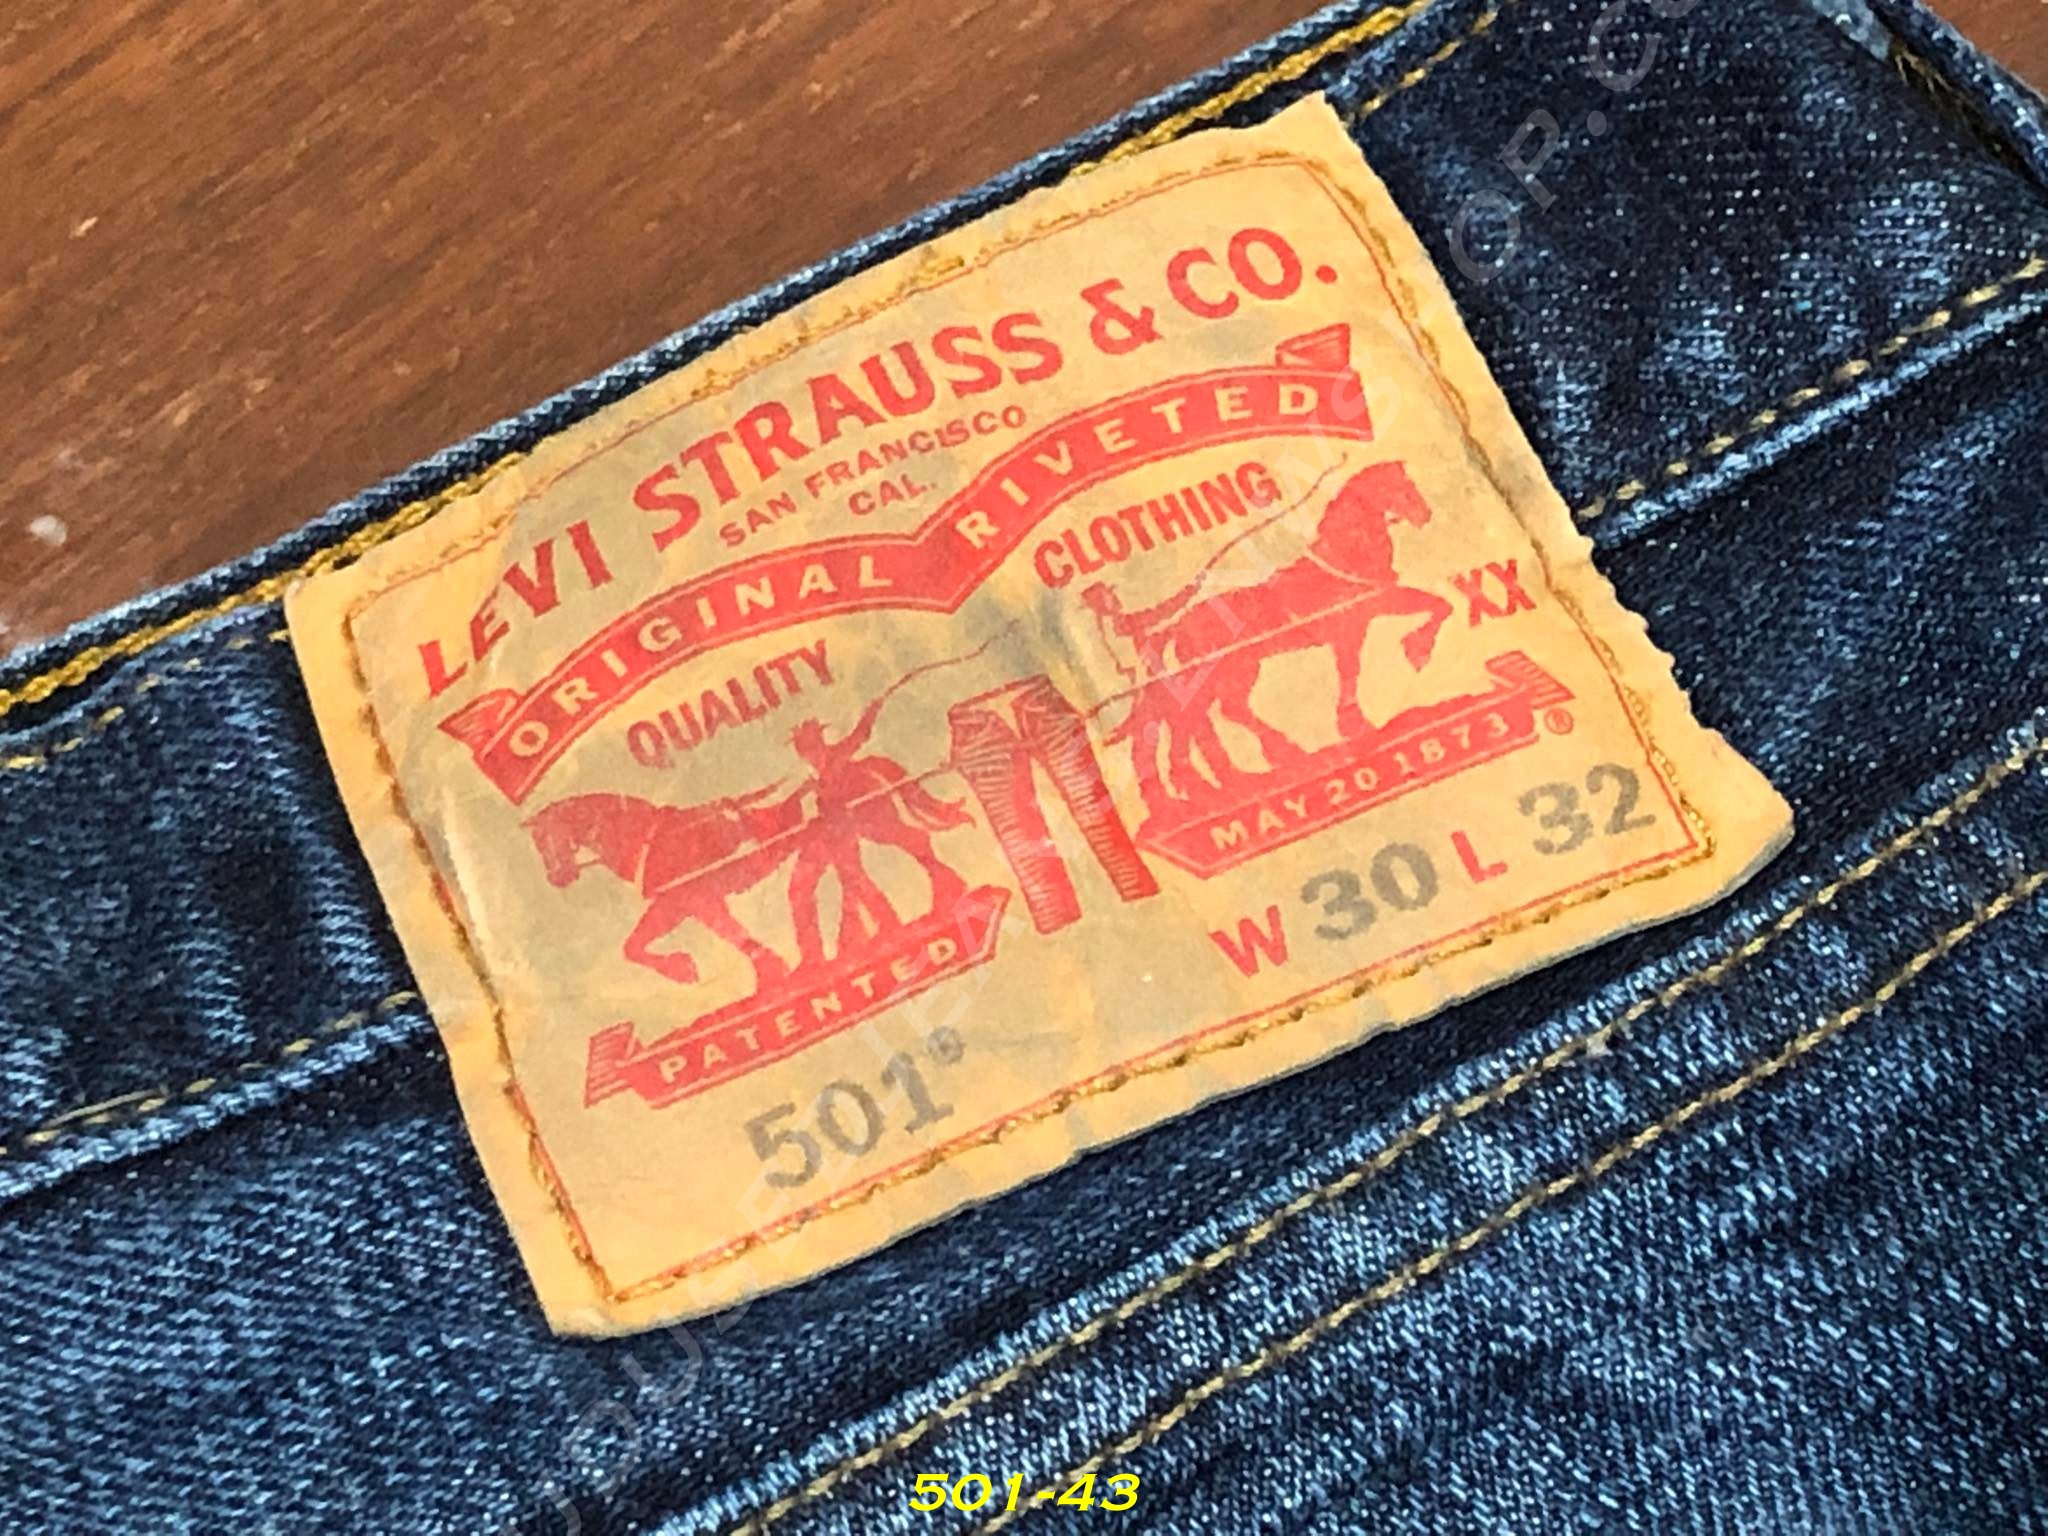 LEVI STRAUSS & CO.
SAN FRANCISCO
CAL.
ORIGINAL RIVETED
QUALITY CLOTHING
XX
PATENTED MAY 20 1873 ®
501® W 30 L 32
501-43